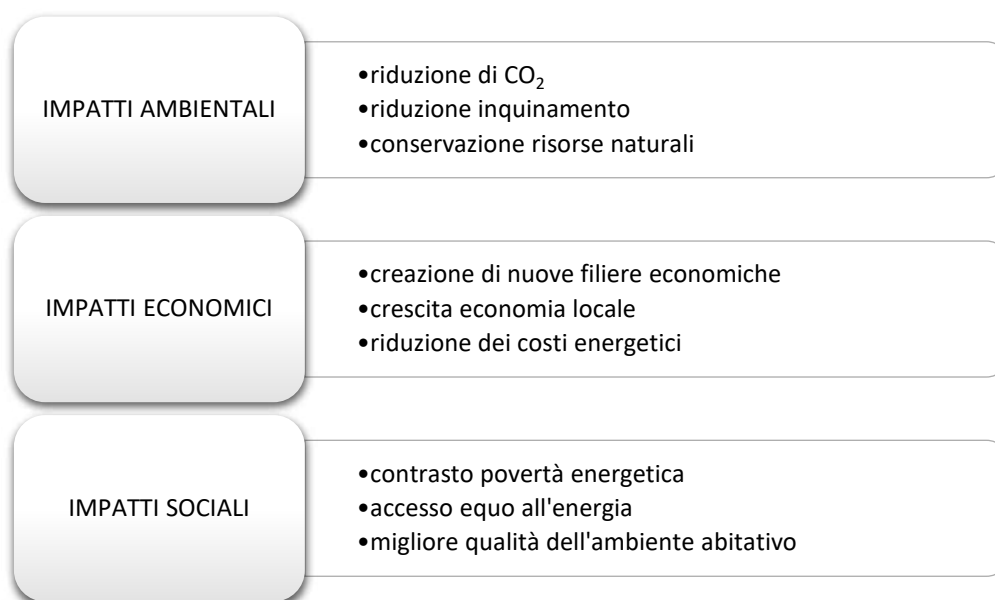 IMPATTI AMBIENTALI
•riduzione di CO₂
•riduzione inquinamento
•conservazione risorse naturali
IMPATTI ECONOMICI
•creazione di nuove filiere economiche
•crescita economia locale
•riduzione dei costi energetici
IMPATTI SOCIALI
•contrasto povertà energetica
•accesso equo all'energia
•migliore qualità dell'ambiente abitativo